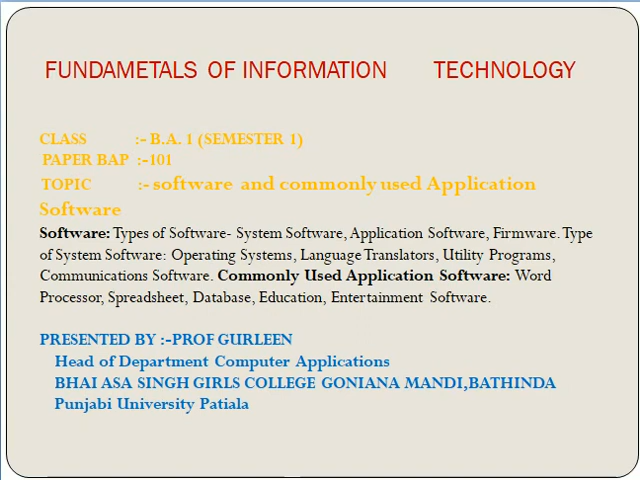 FUNDAMETALS OF INFORMATION TECHNOLOGY
CLASS :- B.A. 1 (SEMESTER 1)
PAPER BAP :-101
TOPIC :- software and commonly used Application
Software
Software: Types of Software- System Software, Application Software, Firmware. Type
of System Software: Operating Systems, Language Translators, Utility Programs,
Communications Software. Commonly Used Application Software: Word
Processor, Spreadsheet, Database, Education, Entertainment Software.
PRESENTED BY :-PROF GURLEEN
Head of Department Computer Applications
BHAI ASA SINGH GIRLS COLLEGE GONIANA MANDI,BATHINDA
Punjabi University Patiala